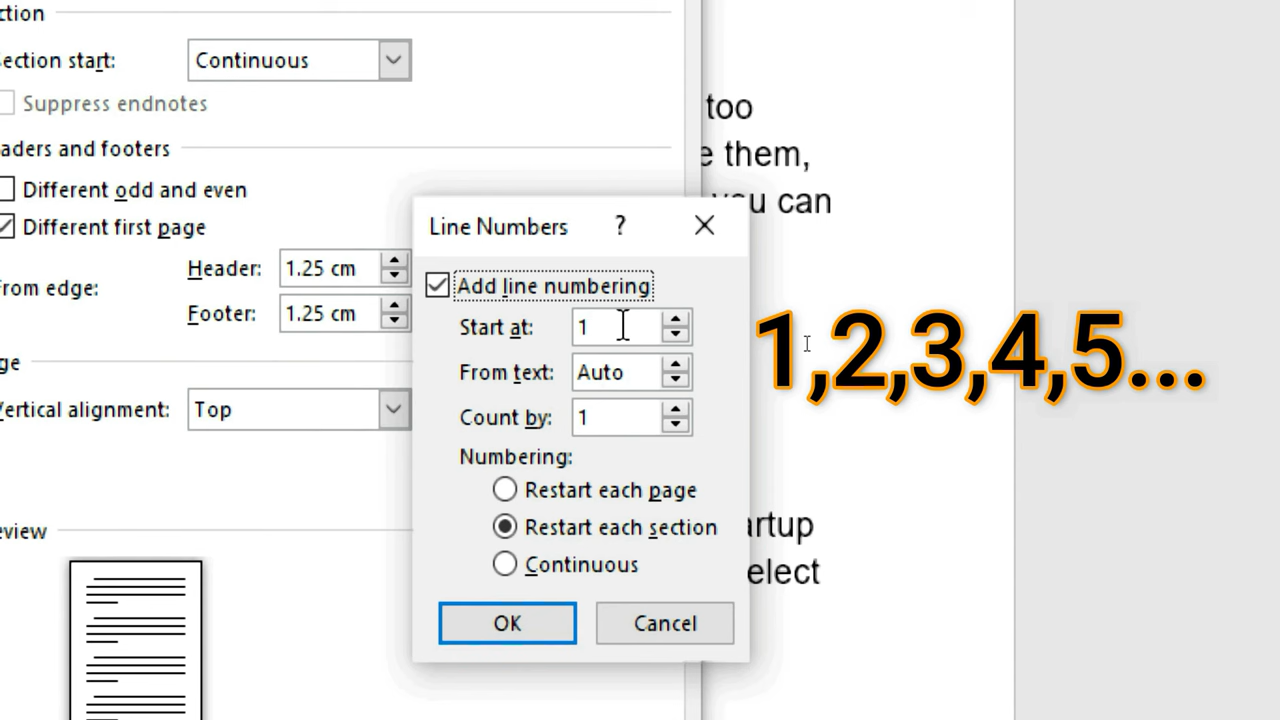 ction
Section start:
Continuous
Suppress endnotes
aders and footers
Different odd and even
Different first page
From edge:
Header:
1.25 cm
Footer:
1.25 cm
ge
Vertical alignment:
Top
eview
Line Numbers
?
Add line numbering
Start at:
1
From text:
Auto
Count by:
1
Numbering:
Restart each page
Restart each section
Continuous
OK
Cancel
too
e them,
you can
1,2,3,4,5...
artup
elect